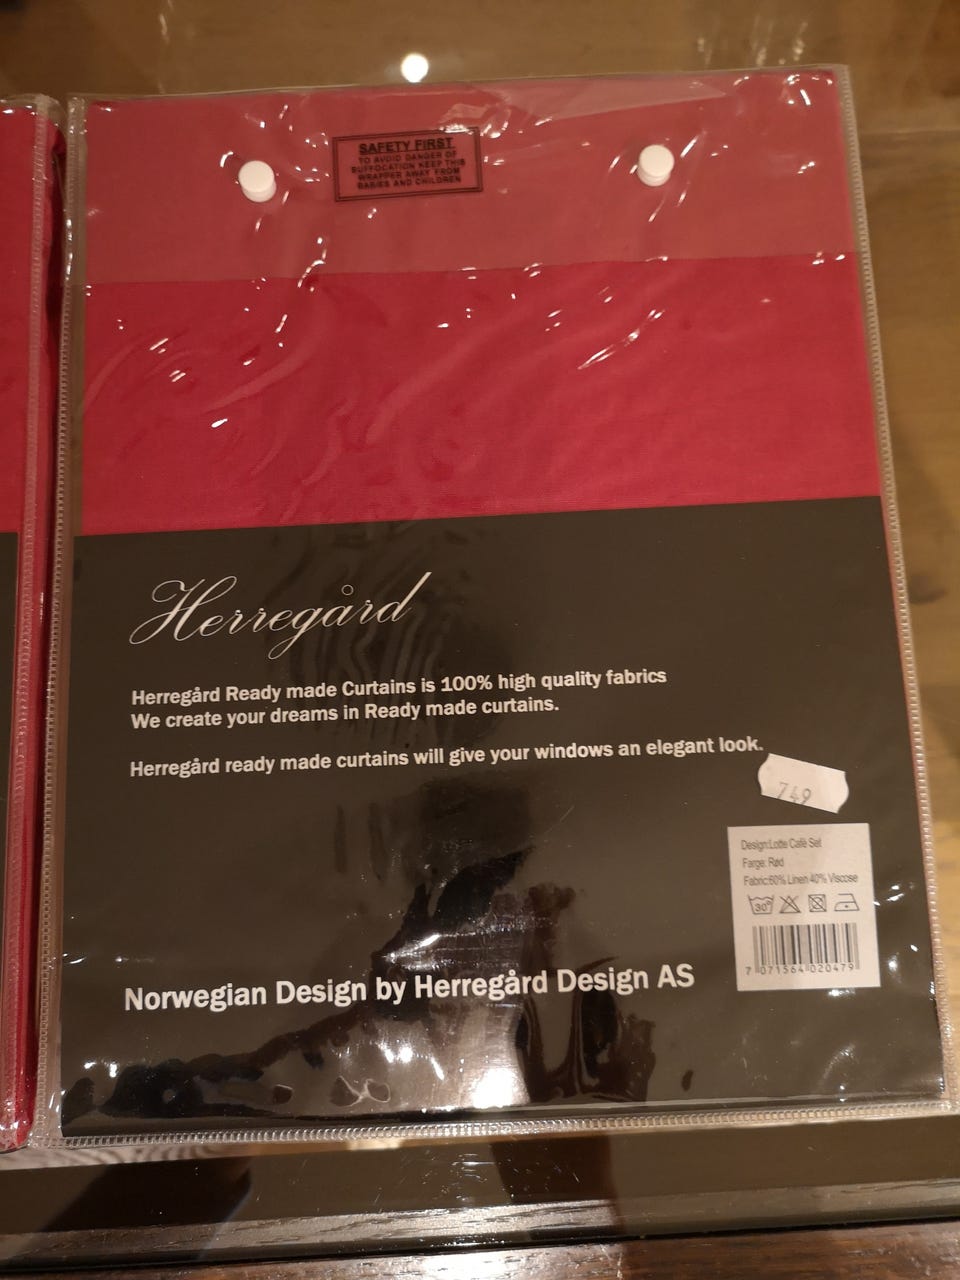 SAFETY FIRST
TO AVOID DANGER OF
SUFFOCATION KEEP THIS
WRAPPER AWAY FROM
BABIES AND CHILDREN
Herregård
Herregård Ready made Curtains is 100% high quality fabrics
We create your dreams in Ready made curtains.
Herregård ready made curtains will give your windows an elegant look.
749
Design:Lotte Café Set
Farge: Rød
Fabric:60% Linen 40% Viscose
30°
7 071564 020479
Norwegian Design by Herregård Design AS